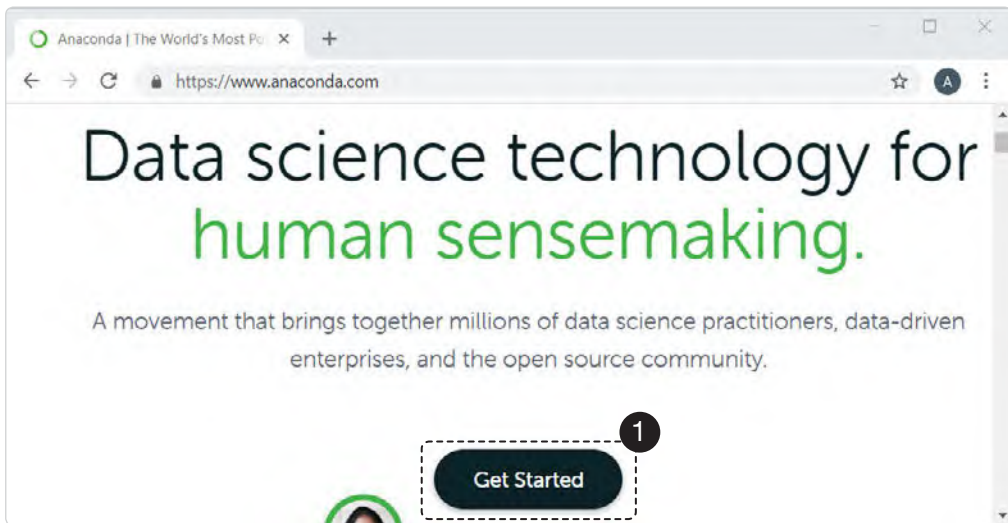 Anaconda | The World's Most Po
https://www.anaconda.com
A
Data science technology for
human sensemaking.
A movement that brings together millions of data science practitioners, data-driven
enterprises, and the open source community.
1
Get Started